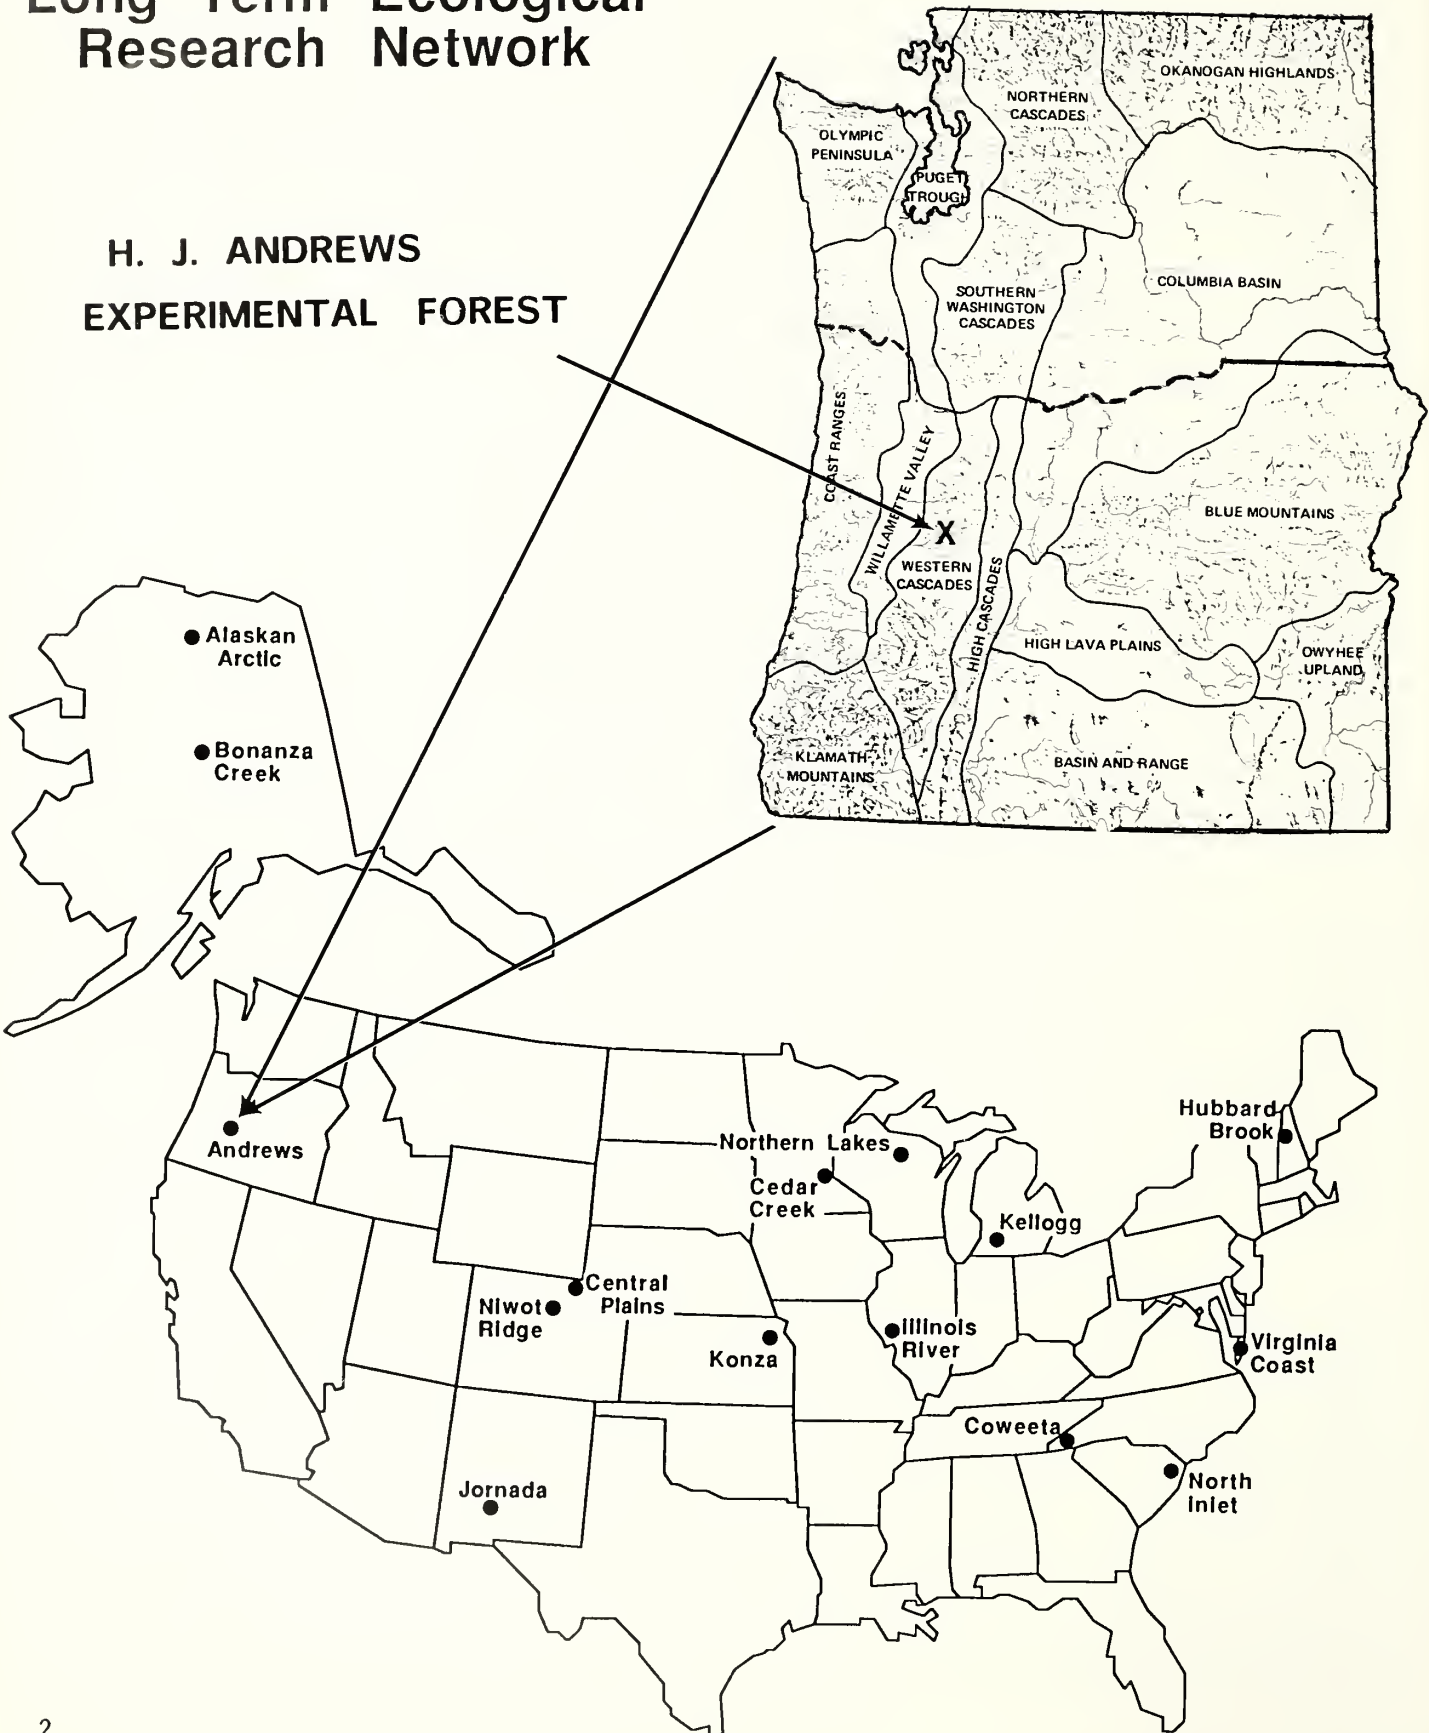 Long Term Ecological
Research Network
H. J. ANDREWS
EXPERIMENTAL FOREST
OKANOGAN HIGHLANDS
NORTHERN
CASCADES
OLYMPIC
PENINSULA
PUGET
TROUGH
COLUMBIA BASIN
SOUTHERN
WASHINGTON
CASCADES
COAST RANGES
WILLAMETTE VALLEY
BLUE MOUNTAINS
X
WESTERN
CASCADES
HIGH CASCADES
HIGH LAVA PLAINS
OWYHEE
UPLAND
KLAMATH
MOUNTAINS
BASIN AND RANGE
Alaskan
Arctic
Bonanza
Creek
Andrews
Northern Lakes
Cedar
Creek
Hubbard
Brook
Kellogg
Central
Plains
Niwot
Ridge
Konza
Illinois
River
Virginia
Coast
Coweeta
North
Inlet
Jornada
2